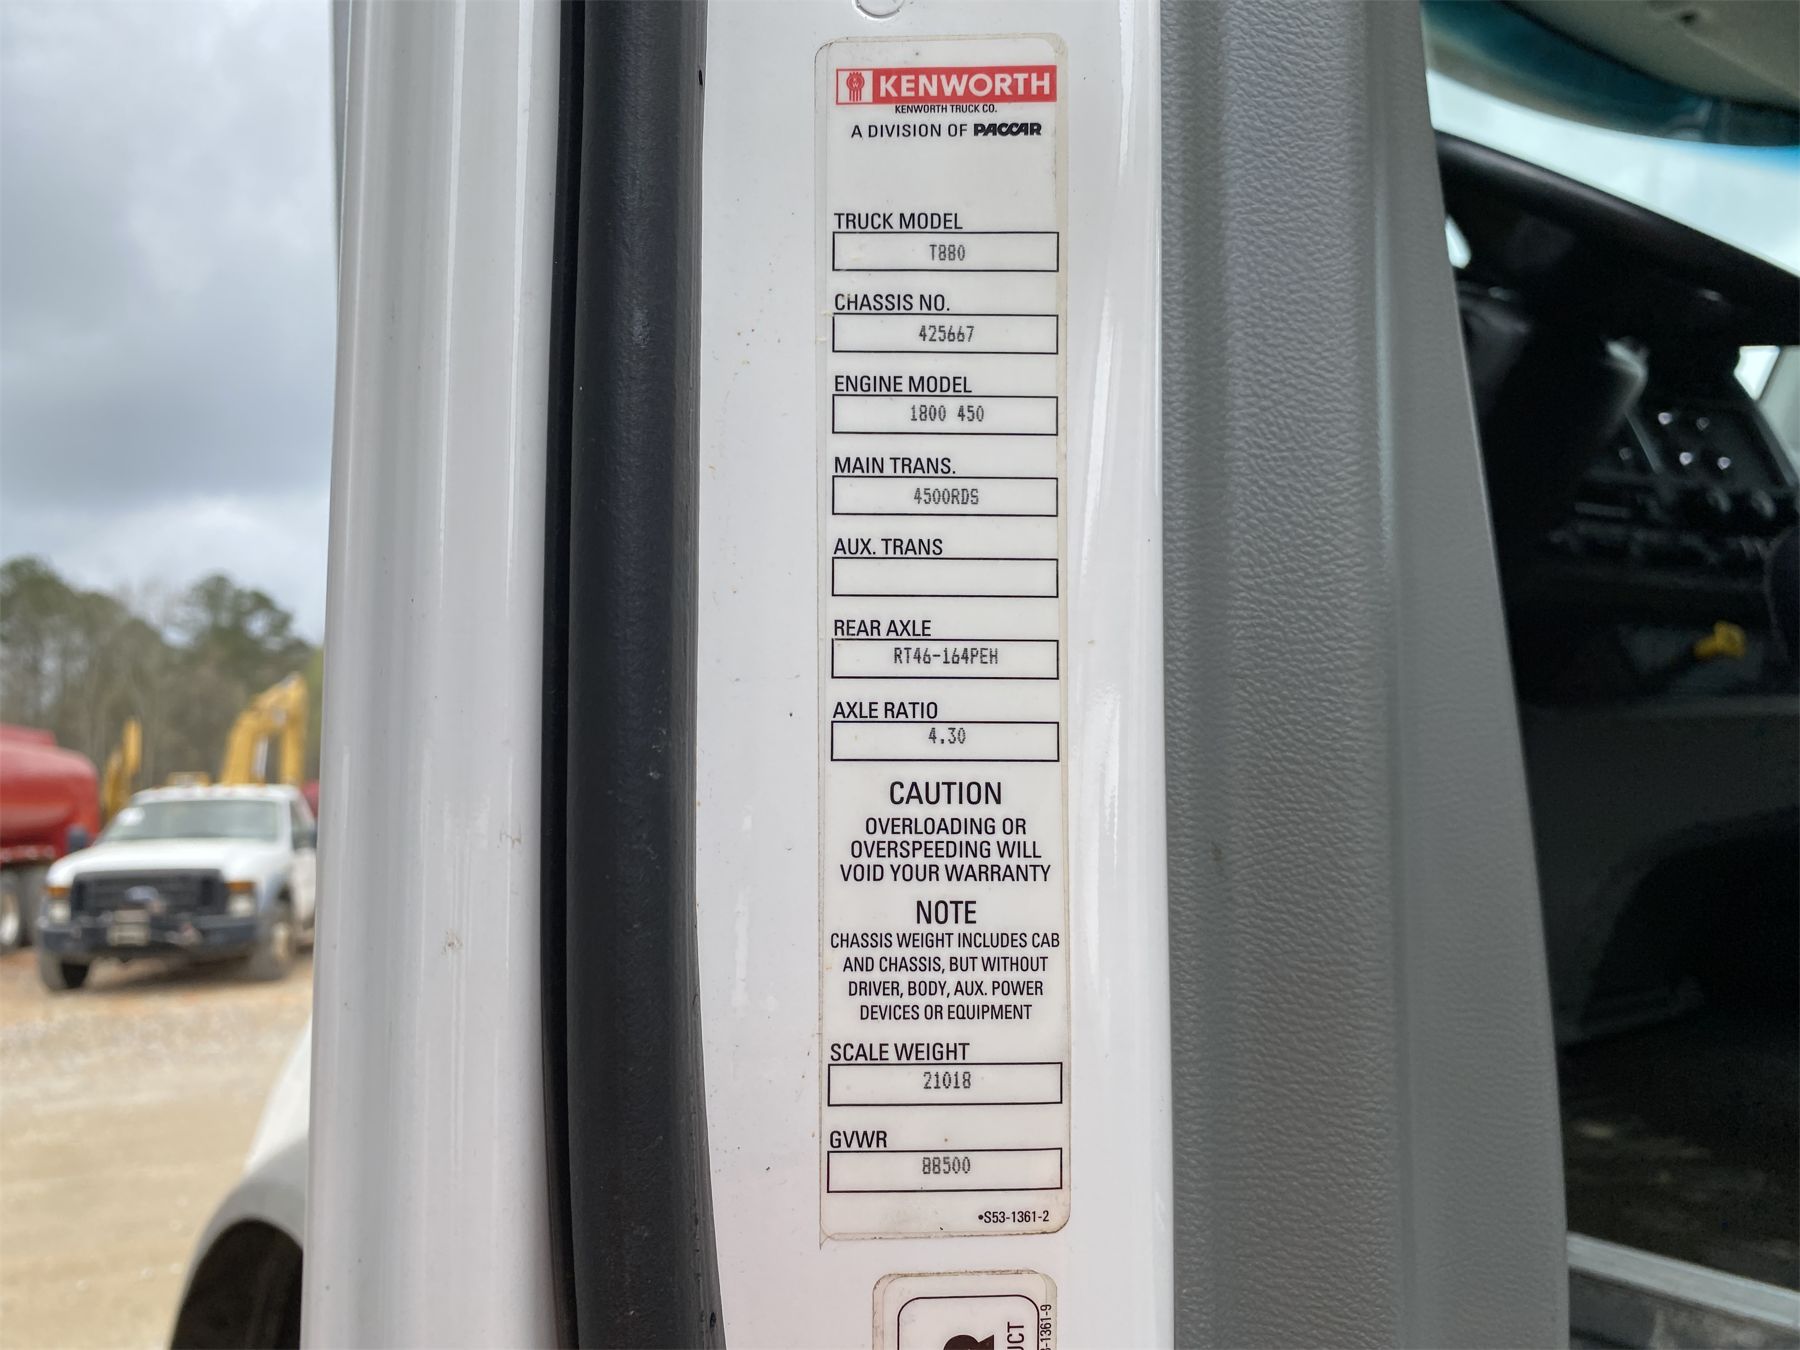 KENWORTH
KENWORTH TRUCK CO.
A DIVISION OF PACCAR
TRUCK MODEL
T880
CHASSIS NO.
425667
ENGINE MODEL
1800 450
MAIN TRANS.
4500RDS
AUX. TRANS
REAR AXLE
RT46-164PEH
AXLE RATIO
4.30
CAUTION
OVERLOADING OR
OVERSPEEDING WILL
VOID YOUR WARRANTY
NOTE
CHASSIS WEIGHT INCLUDES CAB
AND CHASSIS, BUT WITHOUT
DRIVER, BODY, AUX. POWER
DEVICES OR EQUIPMENT
SCALE WEIGHT
21018
GVWR
88500
•S53-1361-2